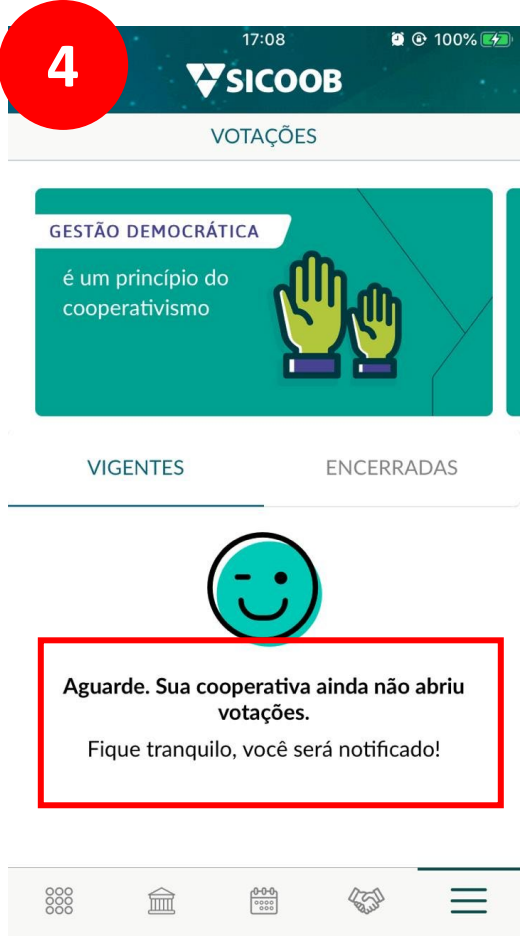 4
17:08
100%
SICOOB
VOTAÇÕES
GESTÃO DEMOCRÁTICA
é um princípio do
cooperativismo
VIGENTES
ENCERRADAS
Aguarde. Sua cooperativa ainda não abriu
votações.
Fique tranquilo, você será notificado!